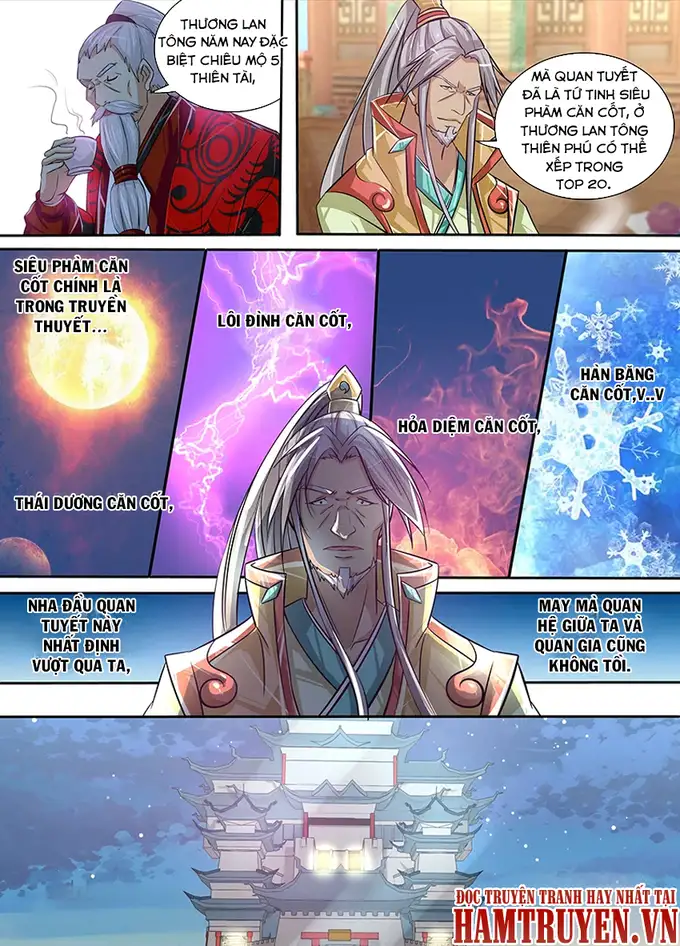 THƯƠNG LAN
TÔNG NĂM NAY ĐẶC
BIỆT CHIÊU MỘ 5
THIÊN TÀI,
MÀ QUAN TUYẾT
ĐÃ LÀ TỨ TINH SIÊU
PHÀM CĂN CỐT, Ở
THƯƠNG LAN TÔNG
THIÊN PHÚ CÓ THỂ
XẾP TRONG
TOP 20.
SIÊU PHÀM CĂN
CỐT CHÍNH LÀ
TRONG TRUYỀN
THUYẾT...
THÁI DƯƠNG CĂN CỐT,
LÔI ĐÌNH CĂN CỐT,
HỎA DIỆM CĂN CỐT,
HÀN BĂNG
CĂN CỐT,V..V
NHA ĐẦU QUAN
TUYẾT NÀY
NHẤT ĐỊNH
VƯỢT QUA TA,
MAY MÀ QUAN
HỆ GIỮA TA VÀ
QUAN GIA CŨNG
KHÔNG TỒI.
ĐỌC TRUYỆN TRANH HAY NHẤT TẠI
HAMTRUYEN.VN